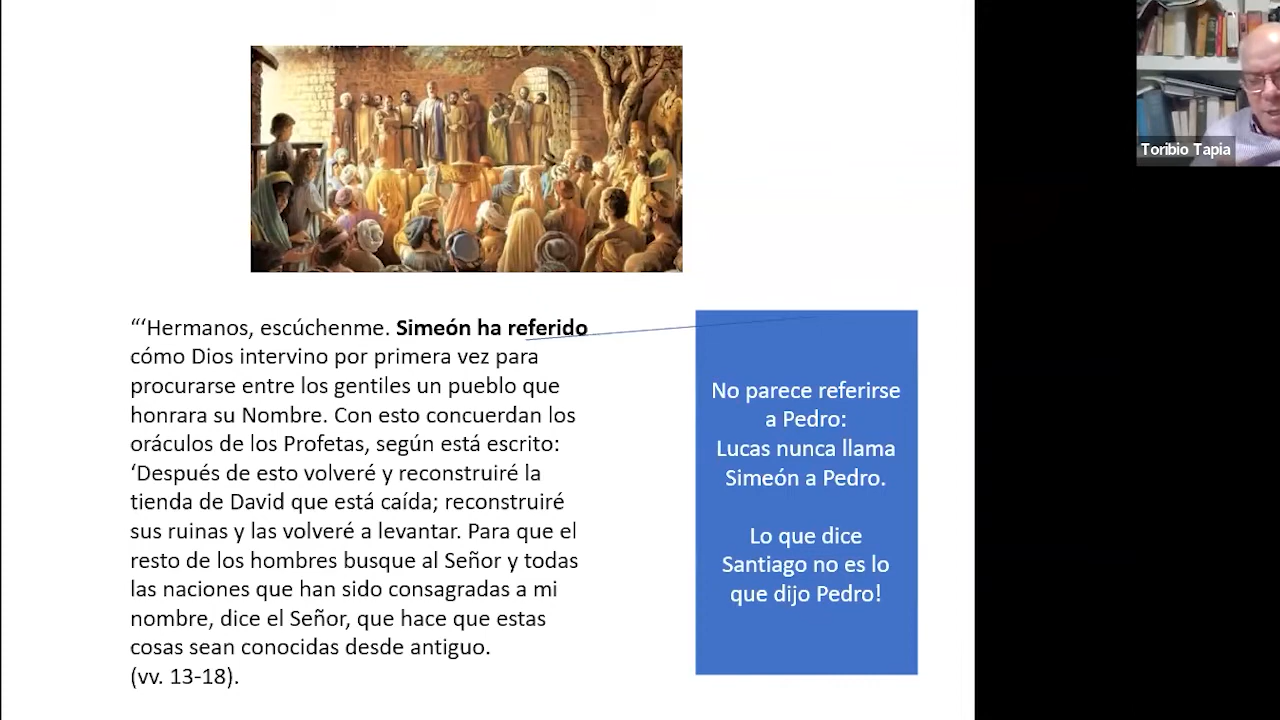 “‘Hermanos, escúchenme. Simeón ha referido
cómo Dios intervino por primera vez para
procurarse entre los gentiles un pueblo que
honrara su Nombre. Con esto concuerdan los
oráculos de los Profetas, según está escrito:
‘Después de esto volveré y reconstruiré la
tienda de David que está caída; reconstruiré
sus ruinas y las volveré a levantar. Para que el
resto de los hombres busque al Señor y todas
las naciones que han sido consagradas a mi
nombre, dice el Señor, que hace que estas
cosas sean conocidas desde antiguo.
(vv. 13-18).
No parece referirse
a Pedro:
Lucas nunca llama
Simeón a Pedro.
Lo que dice
Santiago no es lo
que dijo Pedro!
Toribio Tapia